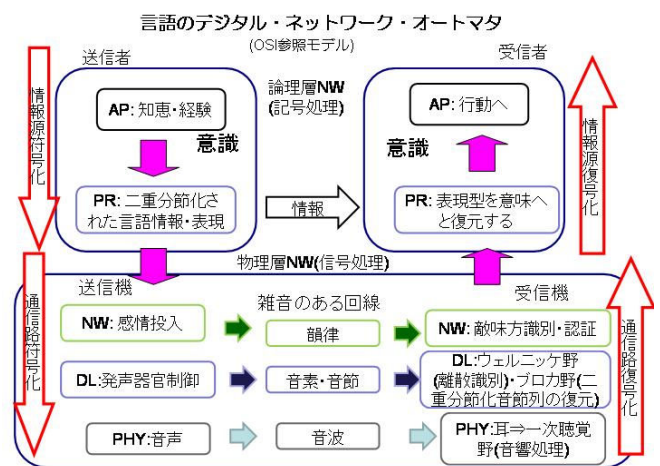 言語のデジタル・ネットワーク・オートマタ
(OSI参照モデル)
送信者
受信者
論理層NW
(記号処理)
AP: 知恵・経験
AP: 行動へ
意識
意識
PR: 二重分節化さ
れた言語情報・表現
情報
PR: 表現型を意味へ
と復元する
情報源符号化
情報源復号化
物理層NW(信号処理)
送信機
雑音のある回線
受信機
NW: 感情投入
韻律
NW: 敵味方識別・認証
DL:発声器官制御
音素・音節
DL:ウェルニッケ野
(離散識別)・ブロカ野(二
重分節化音節列の復元)
PHY:音声
音波
PHY:耳⇒一次聴覚
野(音響処理)
通信路符号化
通信路復号化